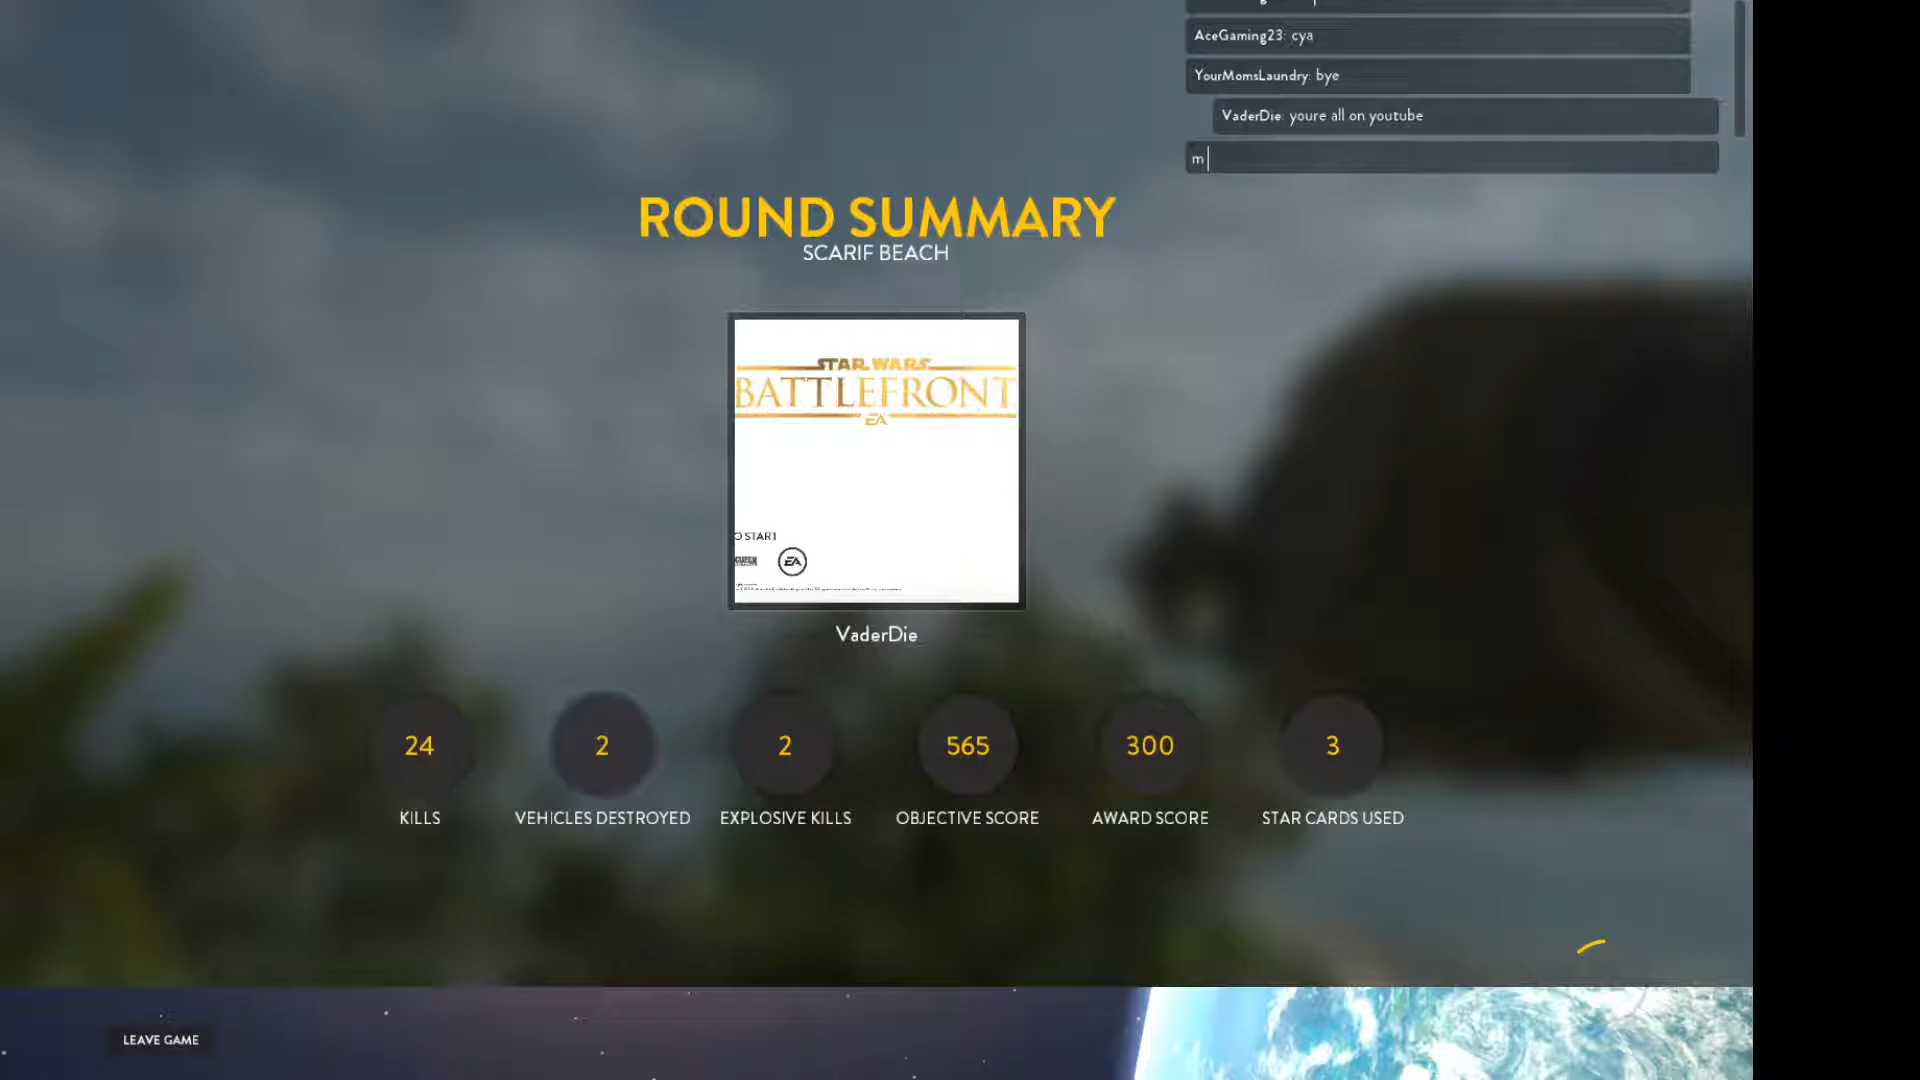 AceGaming23: cya
YourMomsLaundry: bye
VaderDie: youre all on youtube
m
ROUND SUMMARY
SCARIF BEACH
STAR WARS
BATTLEFRONT
EA
O START
EA
VaderDie
24
2
2
565
300
3
KILLS
VEHICLES DESTROYED
EXPLOSIVE KILLS
OBJECTIVE SCORE
AWARD SCORE
STAR CARDS USED
LEAVE GAME